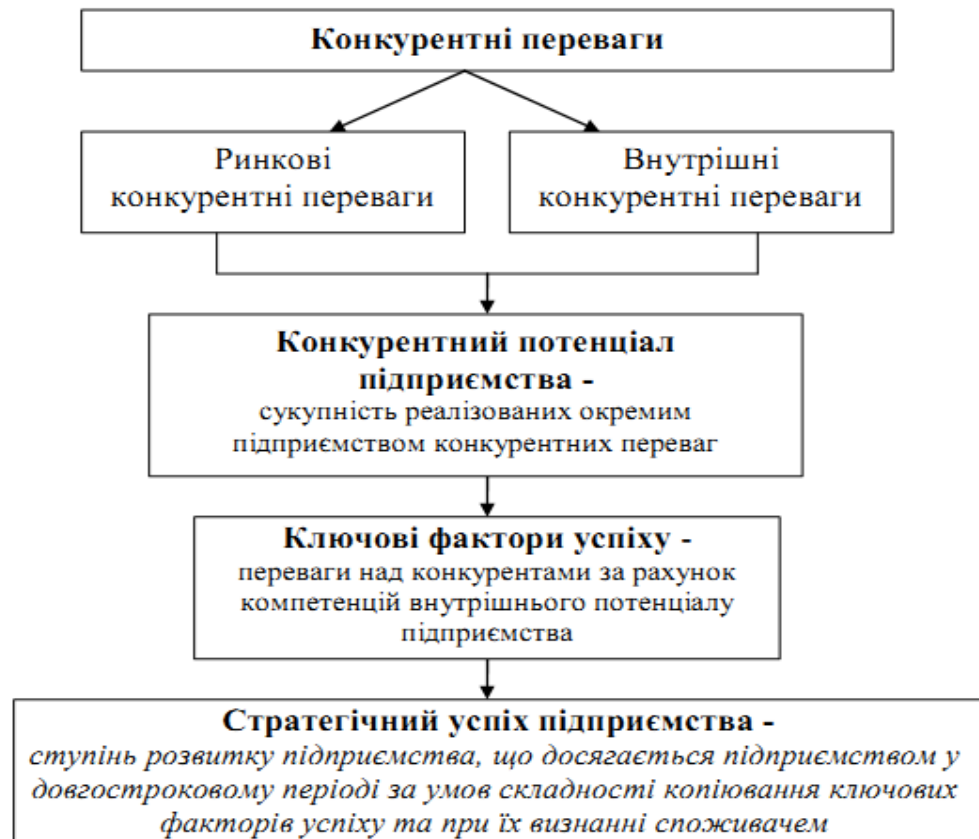 Конкурентні переваги
Ринкові
конкурентні переваги
Внутрішні
конкурентні переваги
Конкурентний потенціал
підприємства -
сукупність реалізованих окремим
підприємством конкурентних переваг
Ключові фактори успіху -
переваги над конкурентами за рахунок
компетенцій внутрішнього потенціалу
підприємства
Стратегічний успіх підприємства -
ступінь розвитку підприємства, що досягається підприємством у
довгостроковому періоді за умов складності копіювання ключових
факторів успіху та при їх визнанні споживачем